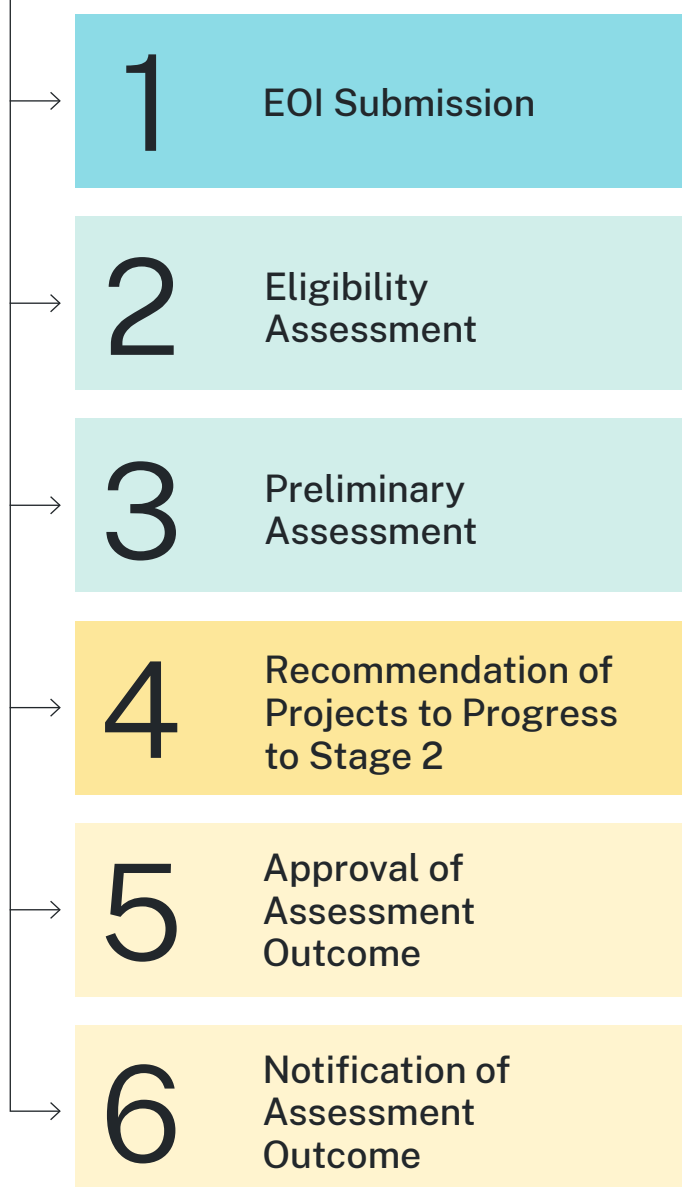 1
EOI Submission
2
Eligibility
Assessment
3
Preliminary
Assessment
4
Recommendation of
Projects to Progress
to Stage 2
5
Approval of
Assessment
Outcome
6
Notification of
Assessment
Outcome